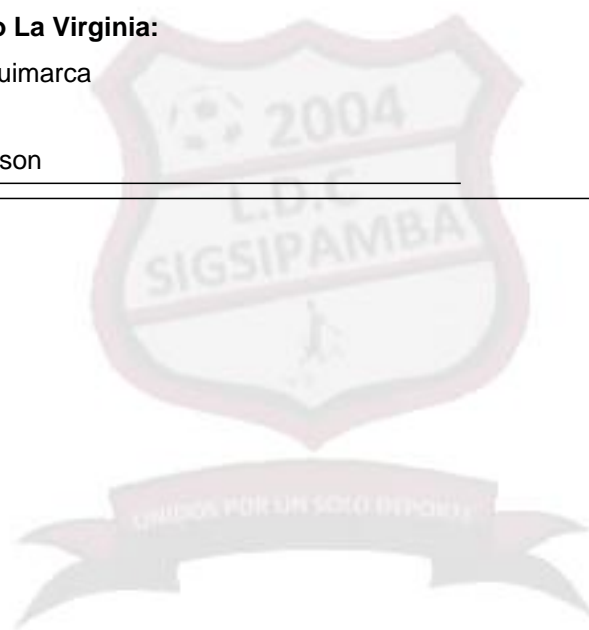 o La Virginia:
uimarca
son
2004
L.D.C
SIGSIPAMBA
UNIDOS POR UN SOLO DEPORTE